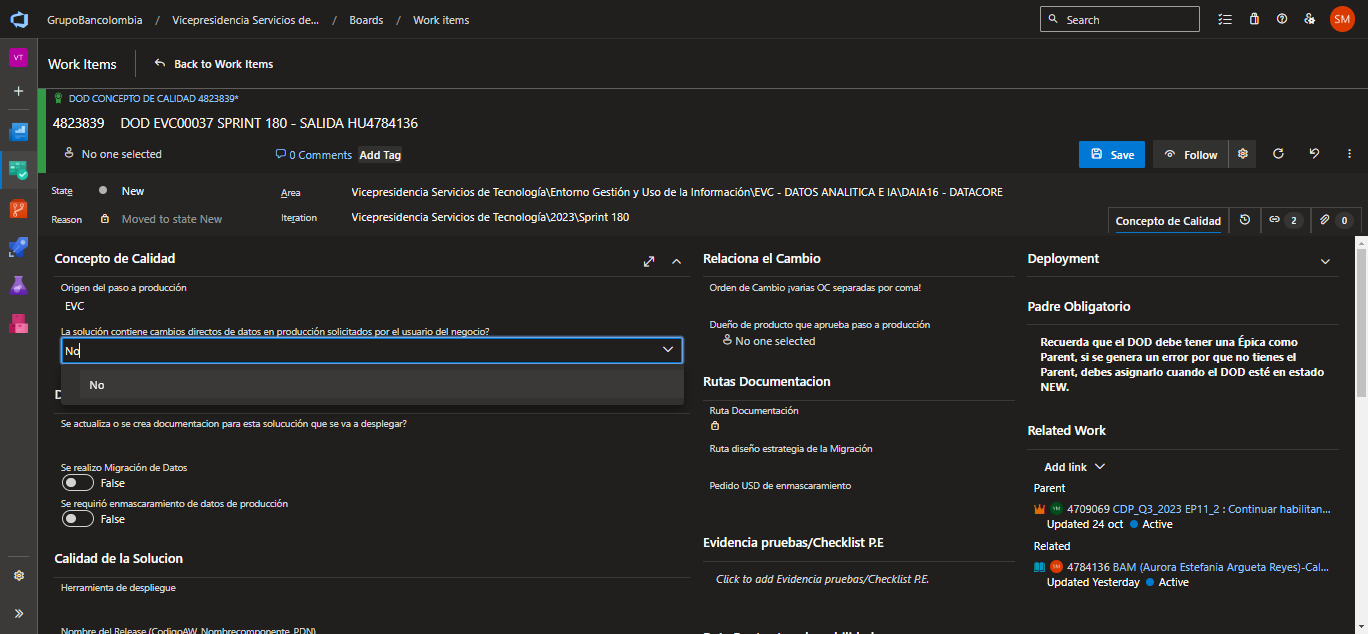 GrupoBancolombia / Vicepresidencia Servicios de... / Boards / Work items
Search
SM
VT
Work Items
Back to Work Items
DOD CONCEPTO DE CALIDAD 4823839*
4823839 DOD EVC00037 SPRINT 180 - SALIDA HU4784136
No one selected
0 Comments
Add Tag
Save
Follow
State
New
Area
Vicepresidencia Servicios de Tecnología\Entorno Gestión y Uso de la Información\EVC - DATOS ANALITICA E IA\DAIA16 - DATACORE
Reason
Moved to state New
Iteration
Vicepresidencia Servicios de Tecnología\2023\Sprint 180
Concepto de Calidad
2
0
Concepto de Calidad
Origen del paso a producción
EVC
La solución contiene cambios directos de datos en producción solicitados por el usuario del negocio?
No
No
D
Se actualiza o se crea documentacion para esta solucución que se va a desplegar?
Se realizo Migración de Datos
False
Se requirió enmascaramiento de datos de producción
False
Calidad de la Solucion
Herramienta de despliegue
Nombre del Release (CodigoAW_Nombrecomponente_PDN)
Relaciona el Cambio
Orden de Cambio ¡varias OC separadas por coma!
Dueño de producto que aprueba paso a producción
No one selected
Rutas Documentacion
Ruta Documentación
Ruta diseño estrategia de la Migración
Pedido USD de enmascaramiento
Evidencia pruebas/Checklist P.E
Click to add Evidencia pruebas/Checklist P.E.
Deployment
Padre Obligatorio
Recuerda que el DOD debe tener una Épica como
Parent, si se genera un error por que no tienes el
Parent, debes asignarlo cuando el DOD esté en estado
NEW.
Related Work
Add link
Parent
YM
4709069 CDP_Q3_2023 EP11_2 : Continuar habilitan...
Updated 24 oct
Active
Related
SM
4784136 BAM (Aurora Estefania Argueta Reyes)-Cal...
Updated Yesterday
Active